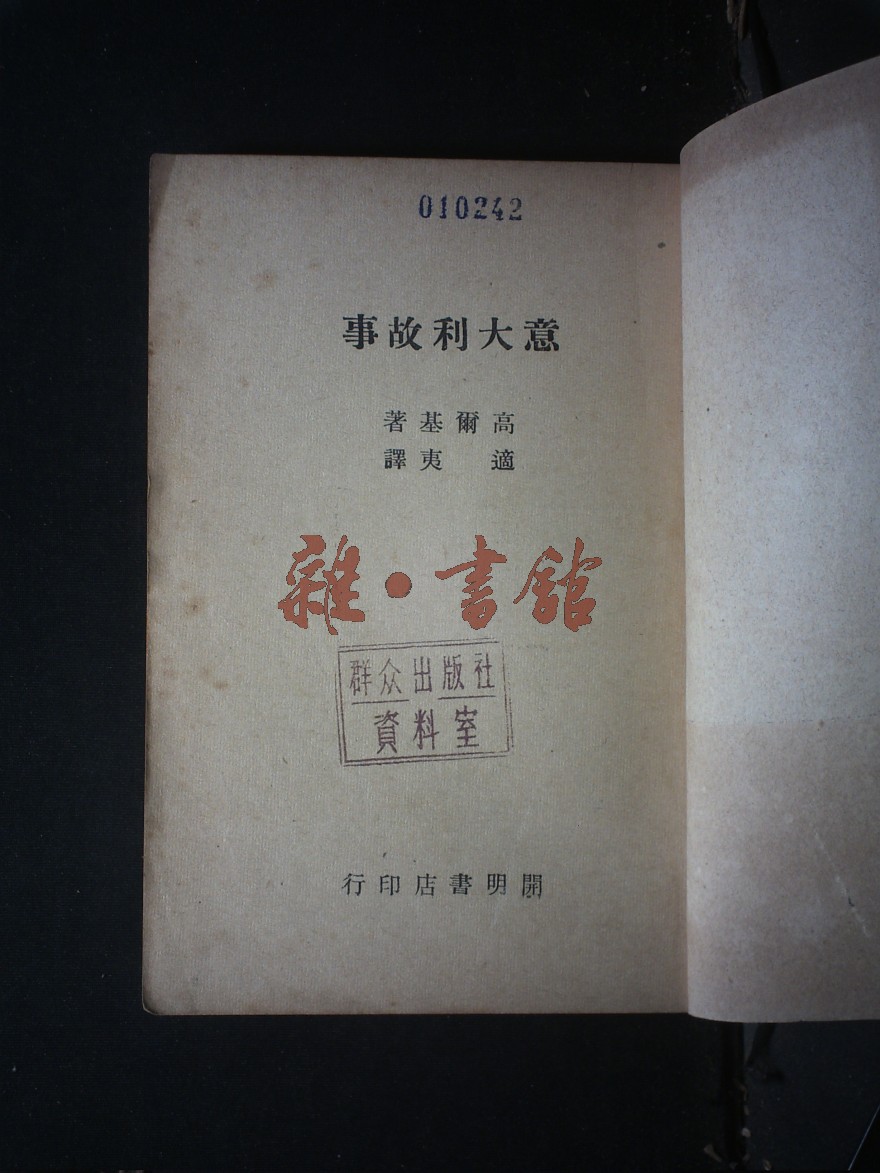 010242
意大利故事
高爾基著
適夷譯
雜·書館
群众出版社
資料室
開明書店印行